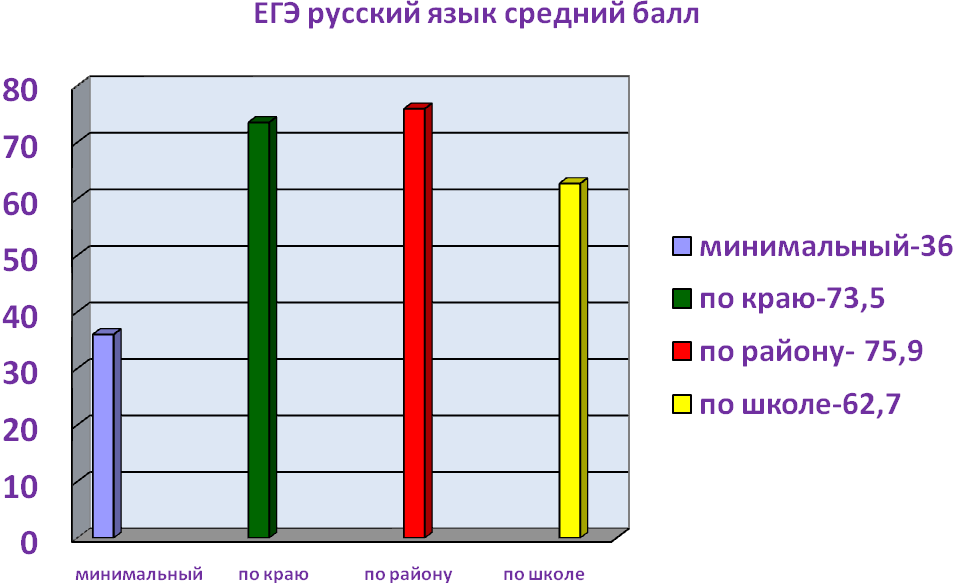 ЕГЭ русский язык средний балл
80
70
60
50
40
30
20
10
0
минимальный
по краю
по району
по школе
минимальный-36
по краю-73,5
по району- 75,9
по школе-62,7